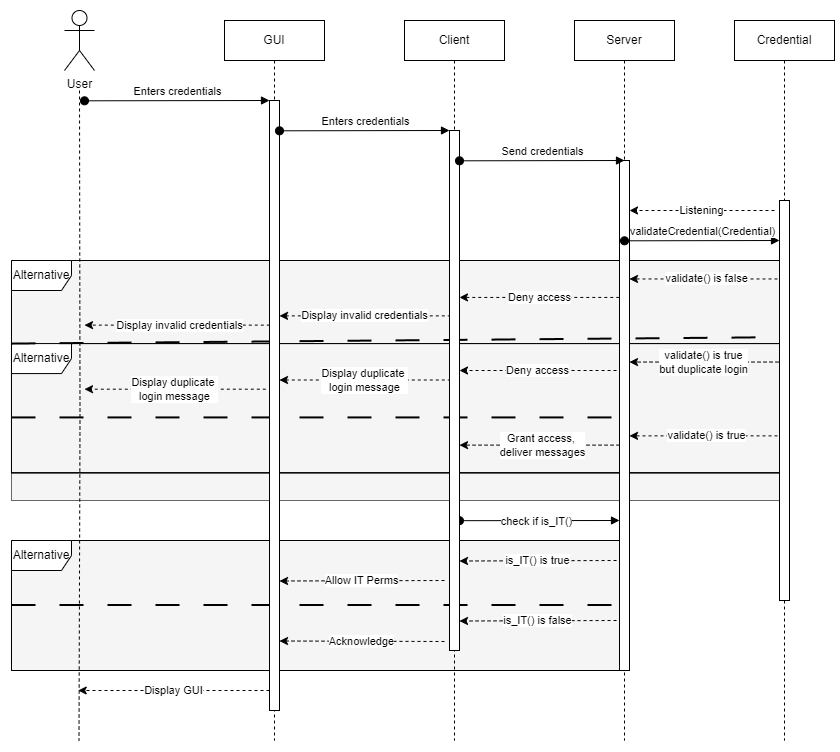 GUI
Client
Server
Credential
User
Enters credentials
Enters credentials
Send credentials
Listening
validateCredential(Credential)
Alternative
validate() is false
Deny access
Display invalid credentials
Display invalid credentials
Alternative
validate() is true
but duplicate login
Deny access
Display duplicate
login message
Display duplicate
login message
validate() is true
Grant access,
deliver messages
check if is_IT()
Alternative
is_IT() is true
Allow IT Perms
is_IT() is false
Acknowledge
Display GUI